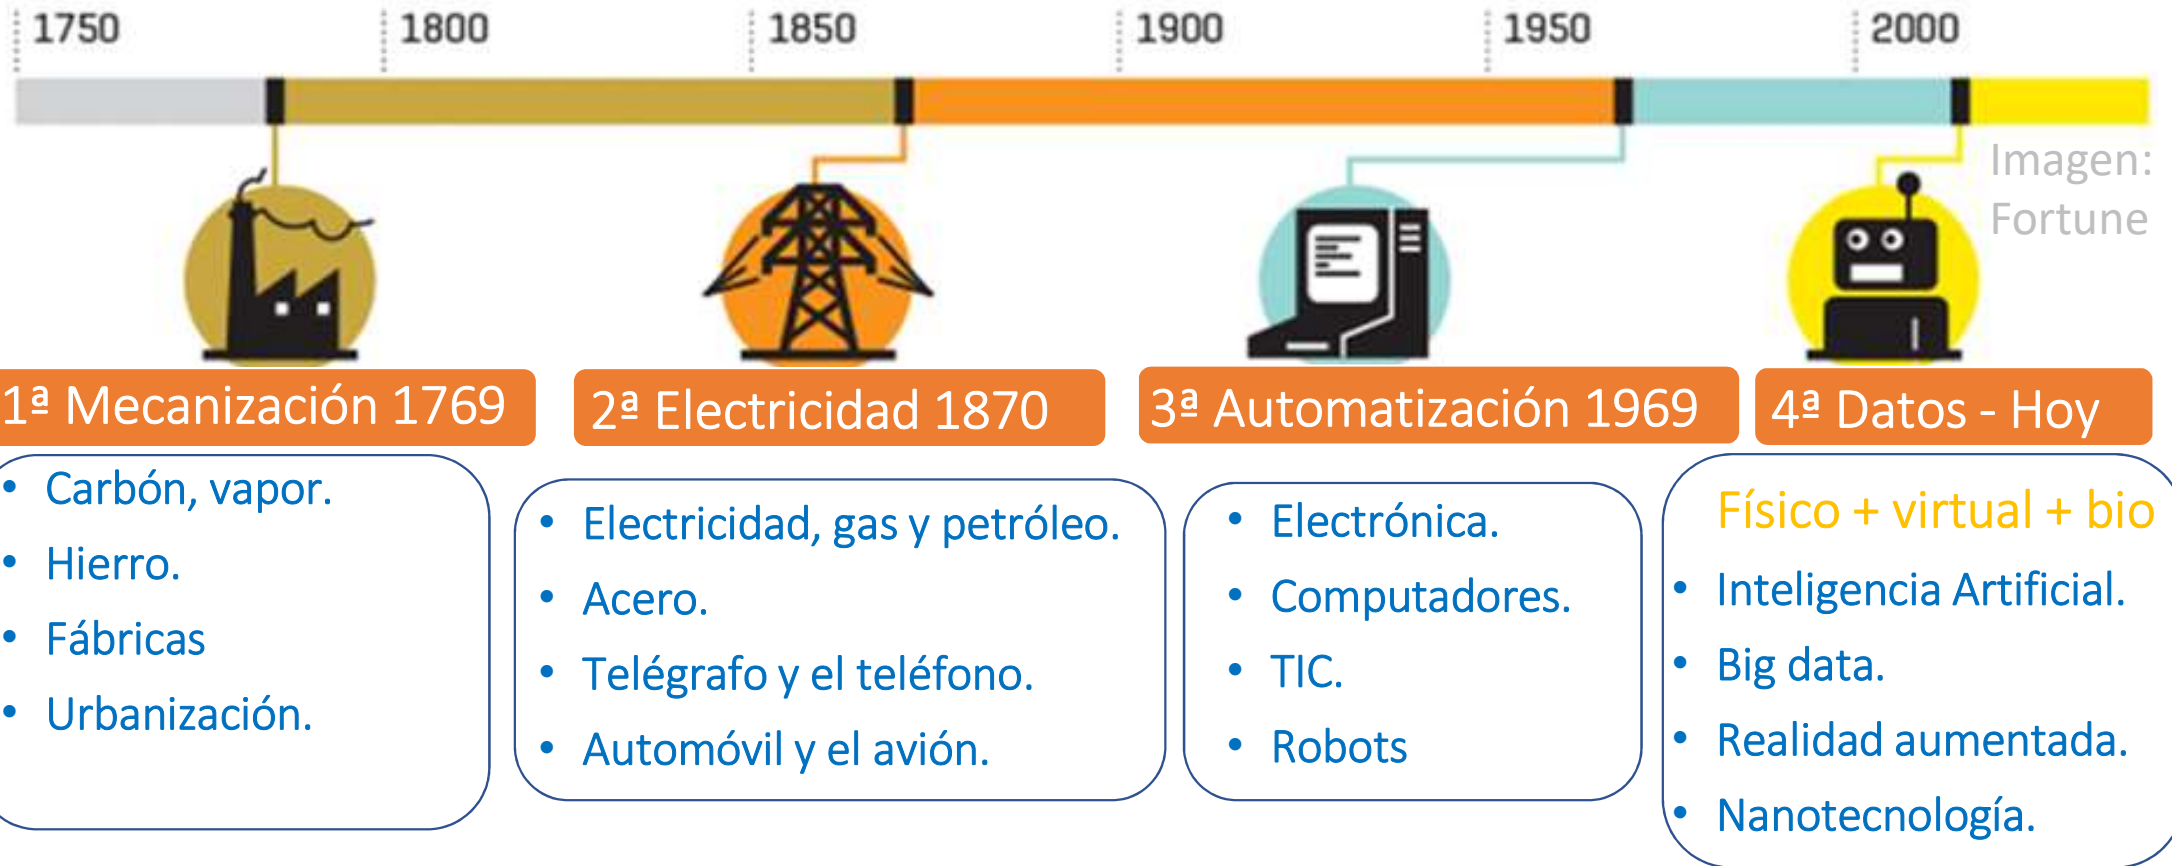 1750
1800
1850
1900
1950
2000
Imagen:
Fortune
1ª Mecanización 1769
2ª Electricidad 1870
3ª Automatización 1969
4ª Datos - Hoy
• Carbón, vapor.
• Hierro.
• Fábricas
• Urbanización.
• Electricidad, gas y petróleo.
• Acero.
• Telégrafo y el teléfono.
• Automóvil y el avión.
• Electrónica.
• Computadores.
• TIC.
• Robots
Físico + virtual + bio
• Inteligencia Artificial.
• Big data.
• Realidad aumentada.
• Nanotecnología.